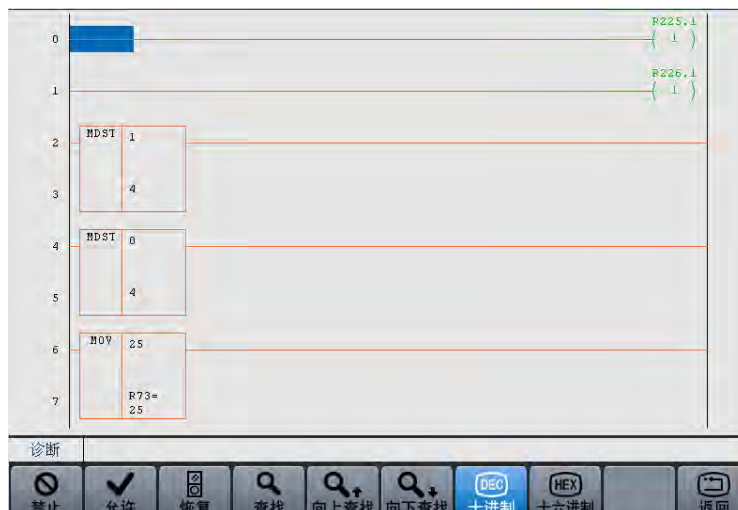 R225.1
0 ( 1 )
R226.1
1 ( 1 )
2 MDST 1
3 4
4 MDST 0
5 4
6 MOV 25
R73=
7 25
诊断
DEC HEX
禁止 允许 恢复 查找 向上查找 向下查找 十进制 十六进制 返回